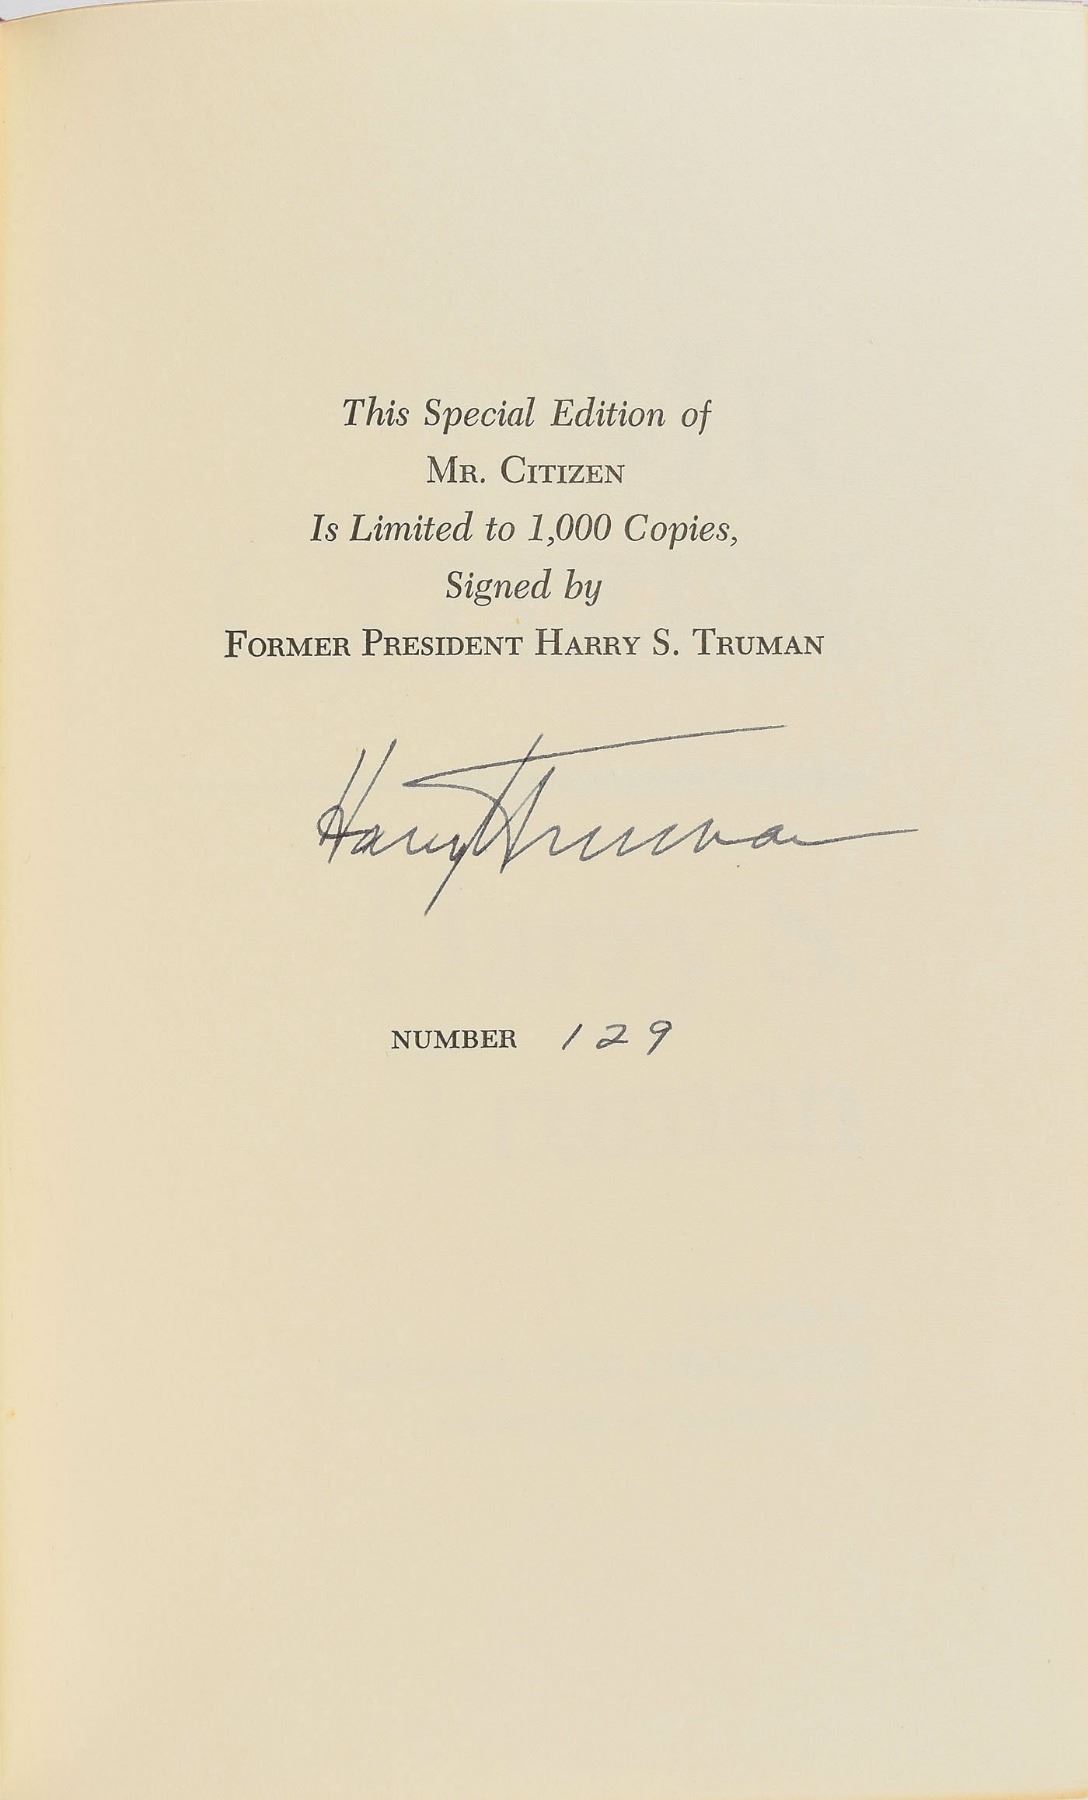 This Special Edition of
MR. CITIZEN
Is Limited to 1,000 Copies,
Signed by
FORMER PRESIDENT HARRY S. TRUMAN
Harry S Truman
NUMBER 129